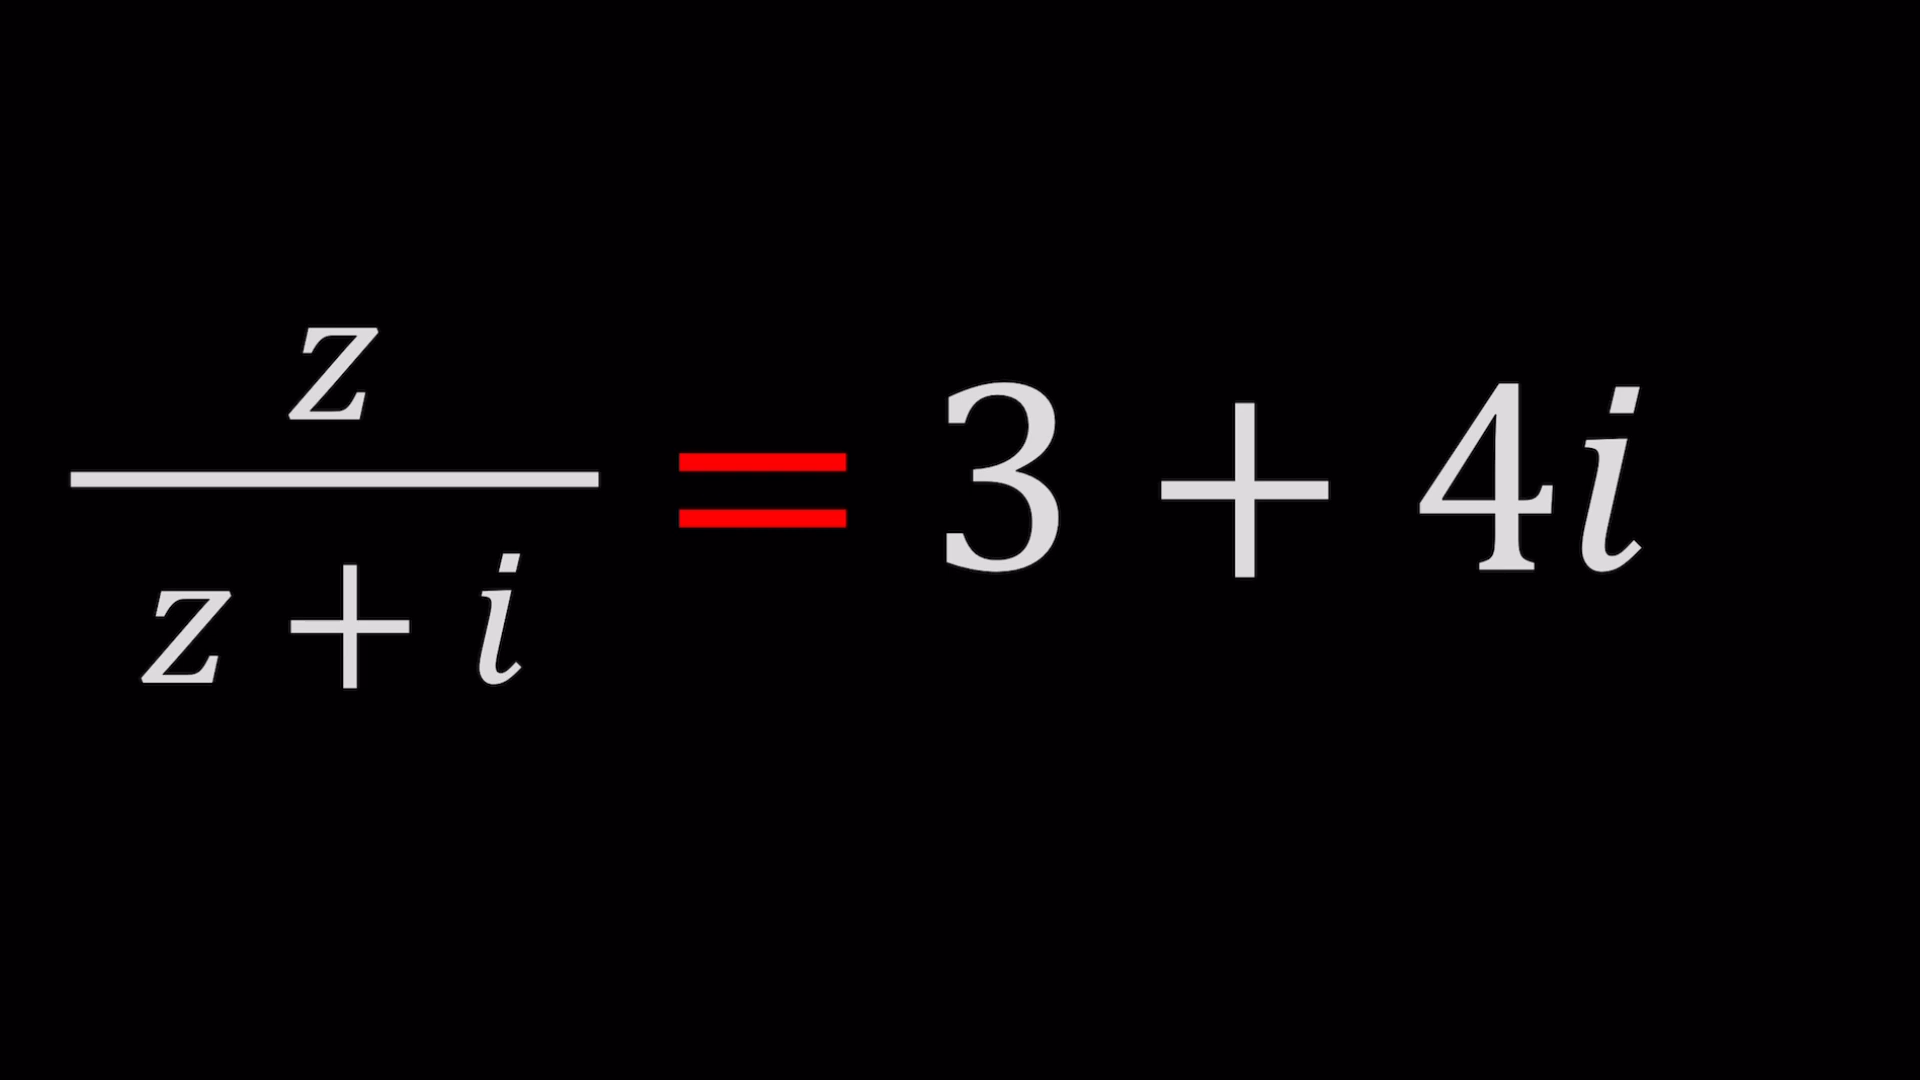 z/(z + i) = 3 + 4i